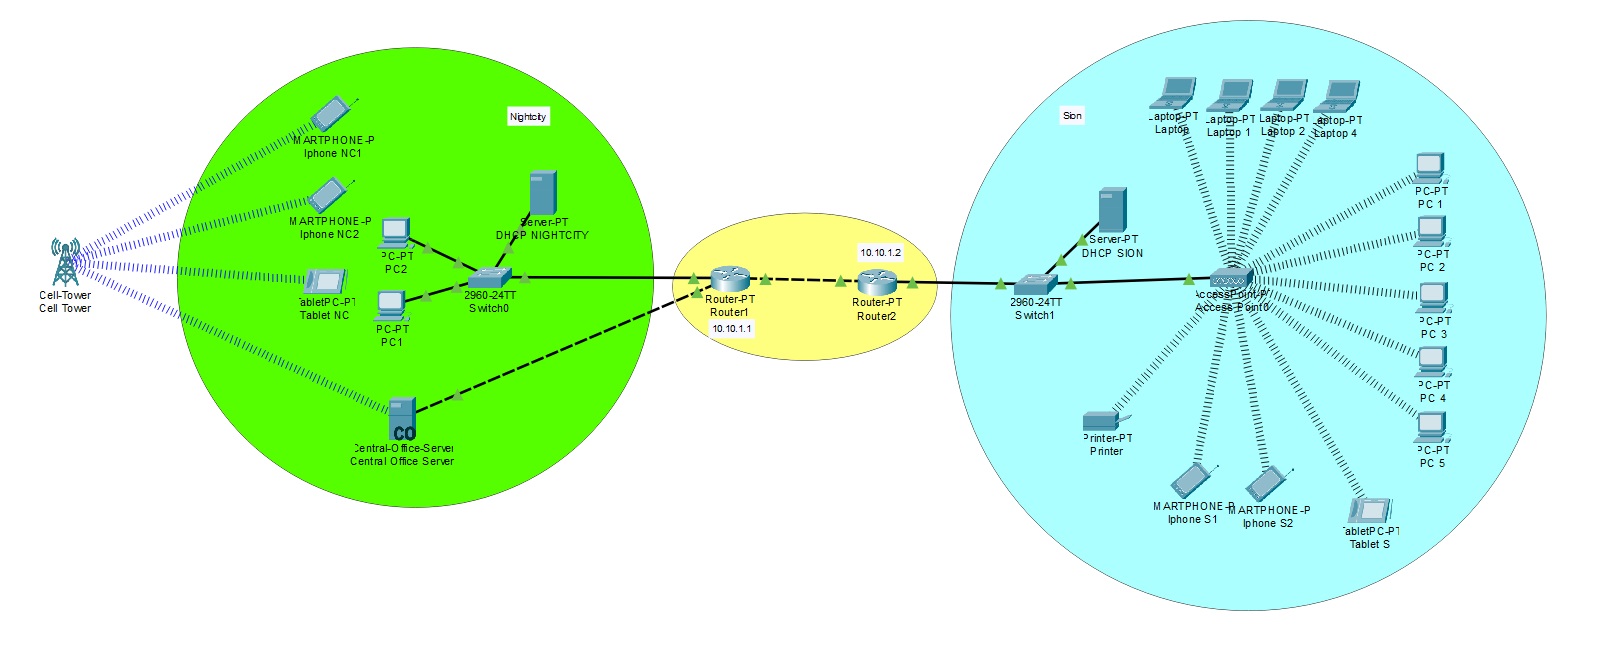 Cell-Tower
Cell Tower
MARTPHONE-P
Iphone NC1
MARTPHONE-P
Iphone NC2
TabletPC-PT
Tablet NC
Nightcity
Server-PT
DHCP NIGHTCITY
PC-PT
PC2
PC-PT
PC1
2960-24TT
Switch0
CO
Central-Office-Server
Central Office Server
Router-PT
Router1
10.10.1.1
10.10.1.2
Router-PT
Router2
Sion
Server-PT
DHCP SION
2960-24TT
Switch1
AccessPoint-P
Access Point0
Laptop-PT
Laptop
Laptop-PT
Laptop 1
Laptop-PT
Laptop 2
Laptop-PT
Laptop 4
PC-PT
PC 1
PC-PT
PC 2
PC-PT
PC 3
PC-PT
PC 4
PC-PT
PC 5
Printer-PT
Printer
MARTPHONE-P
Iphone S1
MARTPHONE-P
Iphone S2
TabletPC-PT
Tablet S